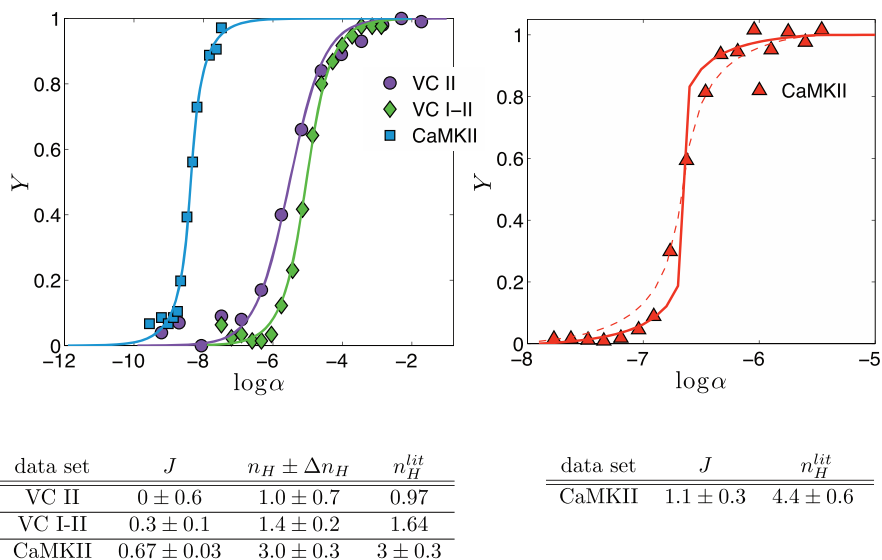 1
0.8
0.6
0.4
0.2
0
Y
−12
−10
−8
−6
−4
−2
log α
VC II
VC I−II
CaMKII
1
0.8
0.6
0.4
0.2
0
Y
−8
−7
−6
−5
log α
CaMKII
data set J n_H ± Δn_H n_H^{lit}
VC II 0 ± 0.6 1.0 ± 0.7 0.97
VC I-II 0.3 ± 0.1 1.4 ± 0.2 1.64
CaMKII 0.67 ± 0.03 3.0 ± 0.3 3 ± 0.3
data set J n_H^{lit}
CaMKII 1.1 ± 0.3 4.4 ± 0.6